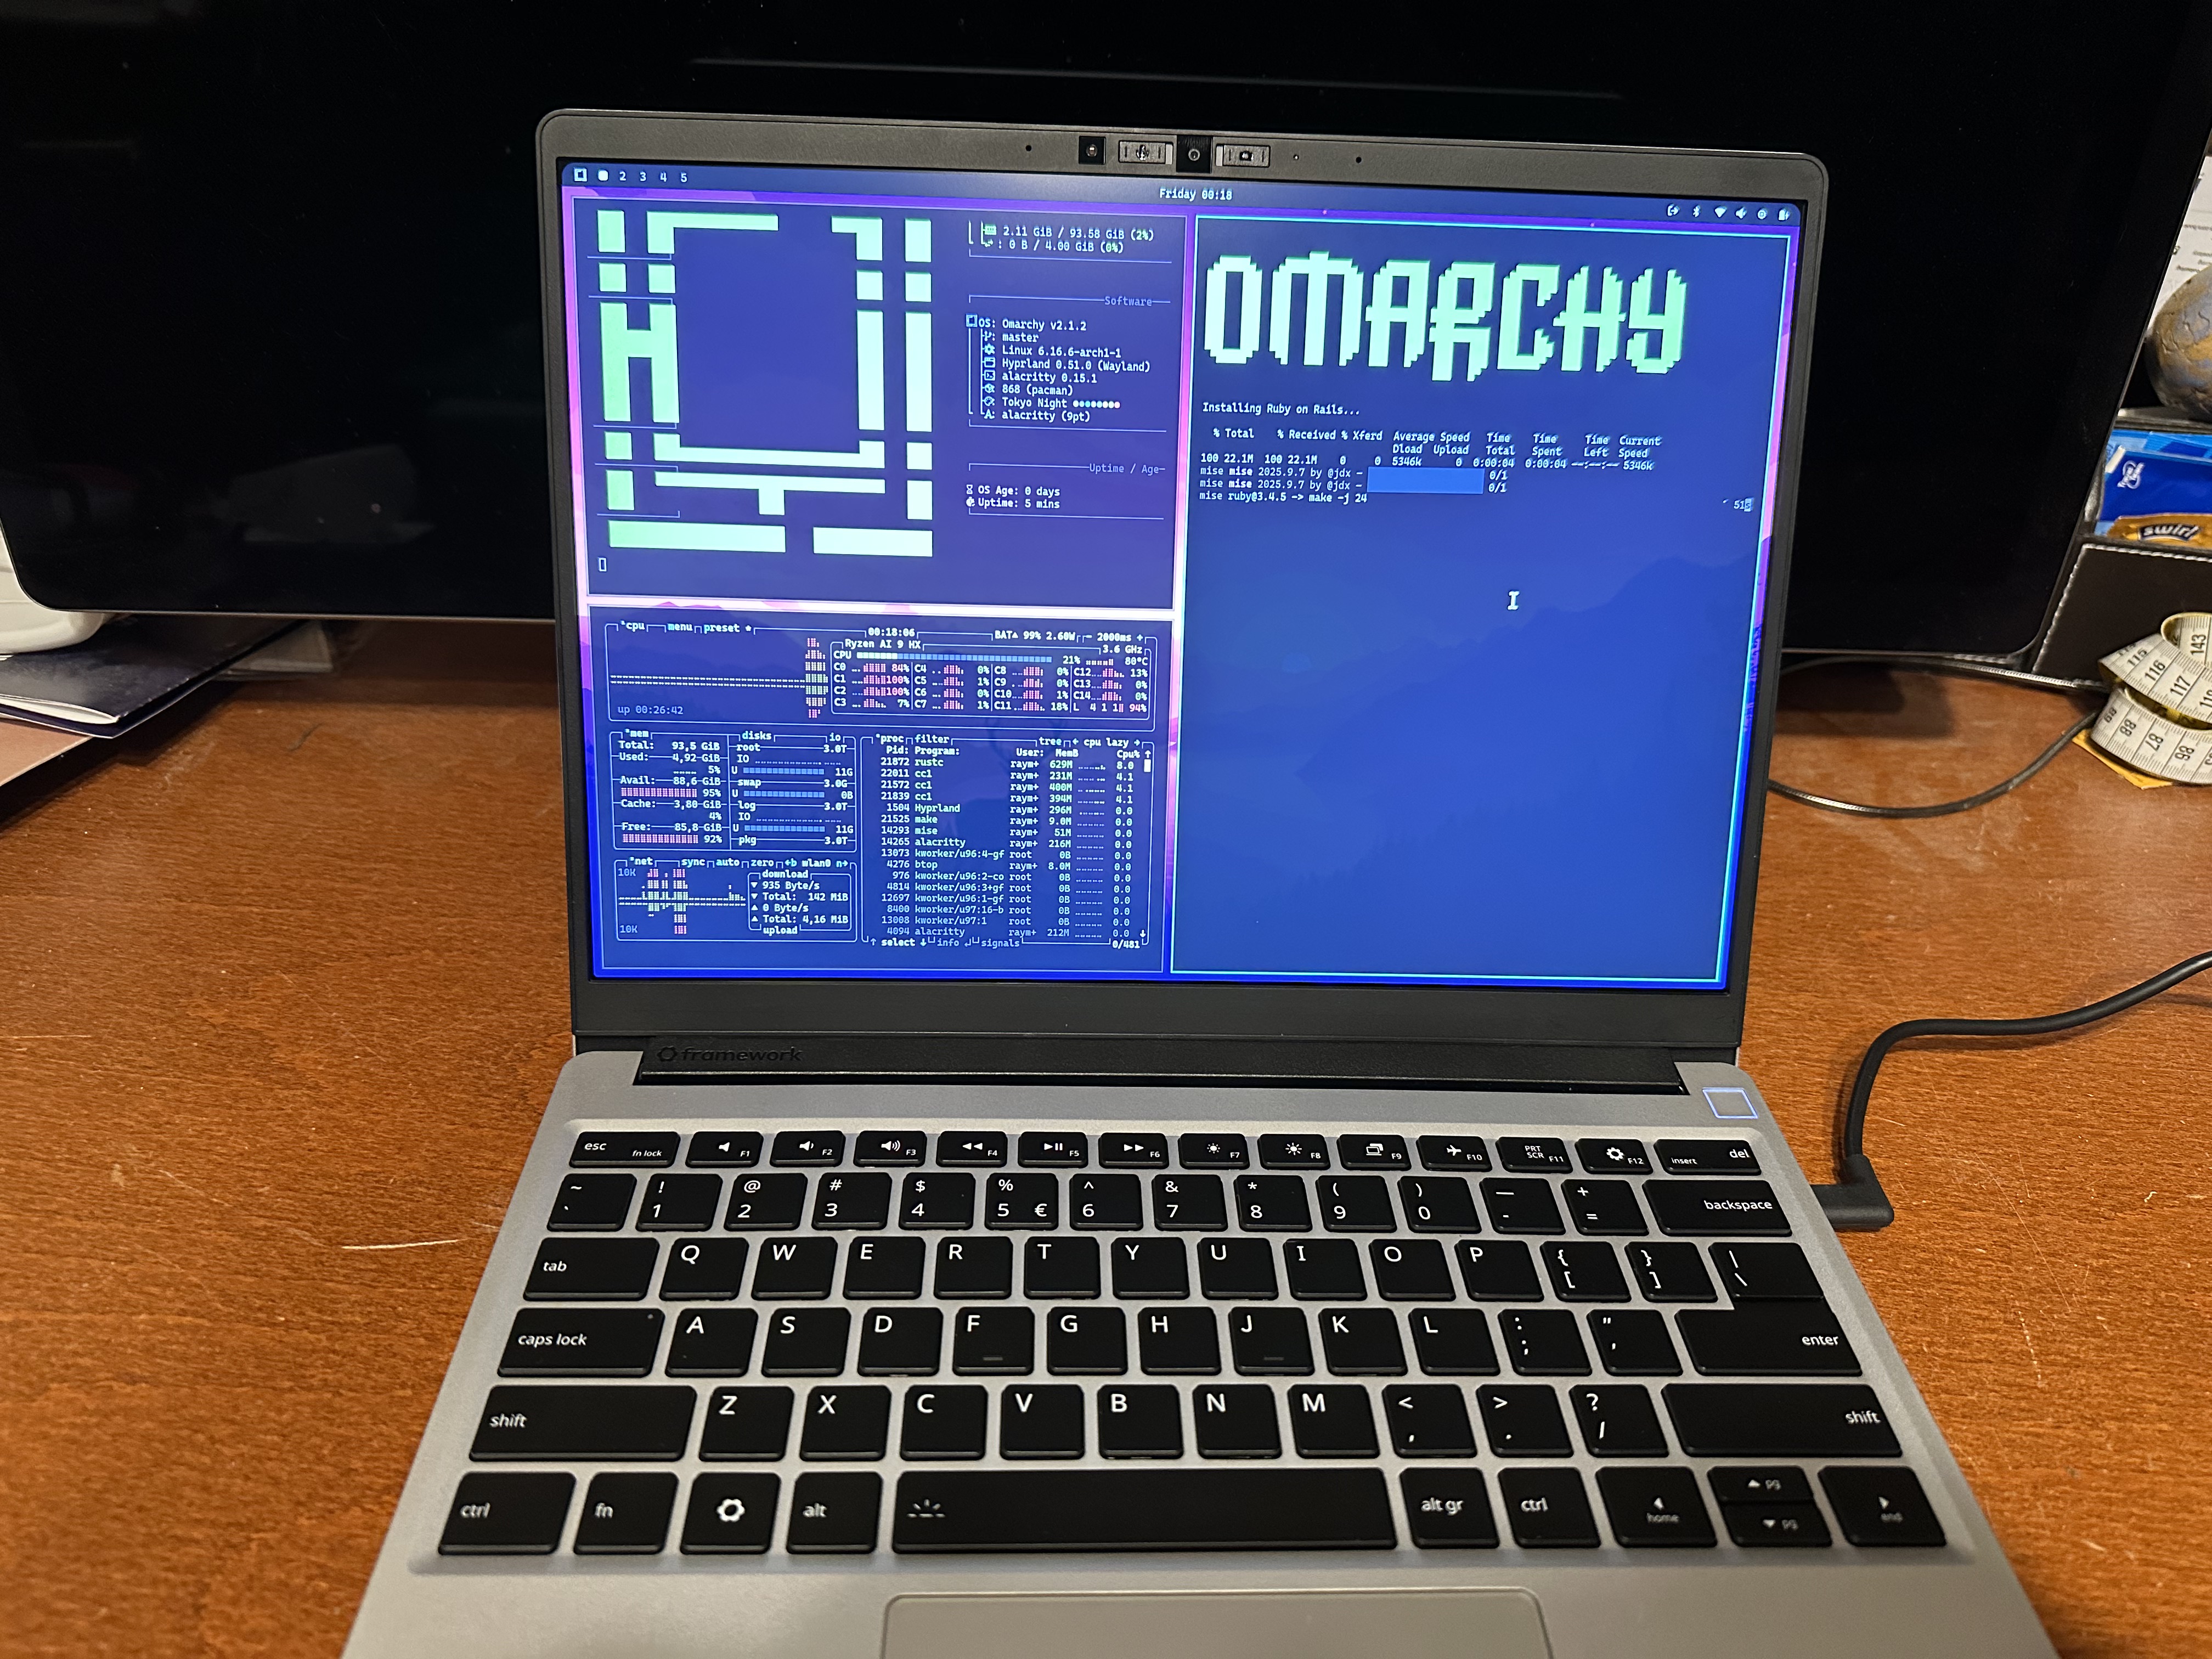 2 3 4 5
Friday 00:18
2.11 GiB / 93.58 GiB (2%)
: 0 B / 4.00 GiB (0%)
Software
OS: Omarchy v2.1.2
master
Linux 6.16.6-arch1-1
Hyprland 0.51.0 (Wayland)
alacritty 0.15.1
868 (pacman)
Tokyo Night
A: alacritty (9pt)
Uptime / Age
OS Age: 0 days
Uptime: 5 mins
OMARCHY
Installing Ruby on Rails...
% Total % Received % Xferd Average Speed Time Time Time Current
Dload Upload Total Spent Left Speed
100 22.1M 100 22.1M 0 0 5346k 0 0:00:04 0:00:04 --:--:-- 5346k
mise mise 2025.9.7 by @jdx - 0/1
mise mise 2025.9.7 by @jdx - 0/1
mise ruby@3.4.5 -> make -j 24
cpu menu preset *
00:18:06
BAT 99% 2.60W - 2000ms +
Ryzen AI 9 HX 3.6 GHz
CPU 21% 80°C
C0 84% C4 0% C8 0% C12 13%
C1 100% C5 1% C9 0% C13 0%
C2 100% C6 0% C10 1% C14 0%
C3 7% C7 1% C11 18% L 4 1 1 94%
up 00:26:42
mem
Total: 93,5 GiB
Used: 4,92 GiB
5%
Avail: 88,6 GiB
95%
Cache: 3,80 GiB
4%
Free: 85,8 GiB
92%
disks io
root 3.0T
IO
U 11G
swap 3.0G
U 0B
log 3.0T
IO
U 11G
pkg 3.0T
net sync auto zero +b wlan0 n+
10K
10K
download
▼ 935 Byte/s
▼ Total: 142 MiB
▲ 0 Byte/s
▲ Total: 4,16 MiB
upload
proc filter tree + cpu lazy +
Pid: Program: User: MemB Cpu% ↑
21872 rustc raym+ 629M 8.0
22011 cc1 raym+ 231M 4.1
21572 cc1 raym+ 400M 4.1
21839 cc1 raym+ 394M 4.1
1504 Hyprland raym+ 296M 0.0
21525 make raym+ 9.0M 0.0
14293 mise raym+ 51M 0.0
14265 alacritty raym+ 216M 0.0
13073 kworker/u96:4-gf root 0B 0.0
4276 btop raym+ 8.0M 0.0
976 kworker/u96:2-co root 0B 0.0
4814 kworker/u96:3+gf root 0B 0.0
12697 kworker/u96:1-gf root 0B 0.0
8400 kworker/u97:16-b root 0B 0.0
13008 kworker/u97:1 root 0B 0.0
4094 alacritty raym+ 212M 0.0 ↓
↑ select ↓ info ↵ signals 0/481
framework
esc fn lock F1 F2 F3 F4 F5 F6 F7 F8 F9 F10 PRT SCR F11 F12 insert del
~ ` ! 1 @ 2 # 3 $ 4 % 5 € ^ 6 & 7 * 8 ( 9 ) 0 — - + = backspace
tab Q W E R T Y U I O P { [ } ] | \
caps lock A S D F G H J K L : ; " ' enter
shift Z X C V B N M < , > . ? / shift
ctrl fn alt alt gr ctrl home pg pg end
swirl
143
116
117
88
87
86